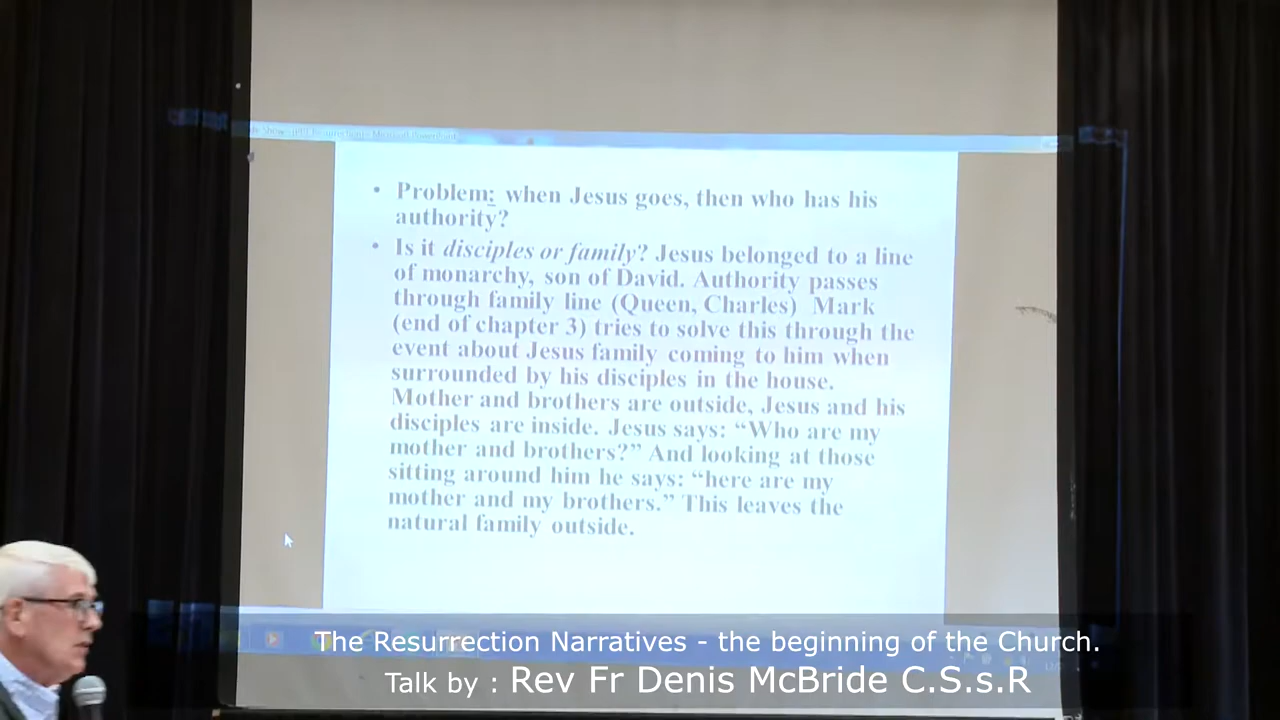 • Problem: when Jesus goes, then who has his
authority?
• Is it disciples or family? Jesus belonged to a line
of monarchy, son of David. Authority passes
through family line (Queen, Charles) Mark
(end of chapter 3) tries to solve this through the
event about Jesus family coming to him when
surrounded by his disciples in the house.
Mother and brothers are outside, Jesus and his
disciples are inside. Jesus says: “Who are my
mother and brothers?” And looking at those
sitting around him he says: “here are my
mother and my brothers.” This leaves the
natural family outside.
The Resurrection Narratives - the beginning of the Church.
Talk by : Rev Fr Denis McBride C.S.s.R